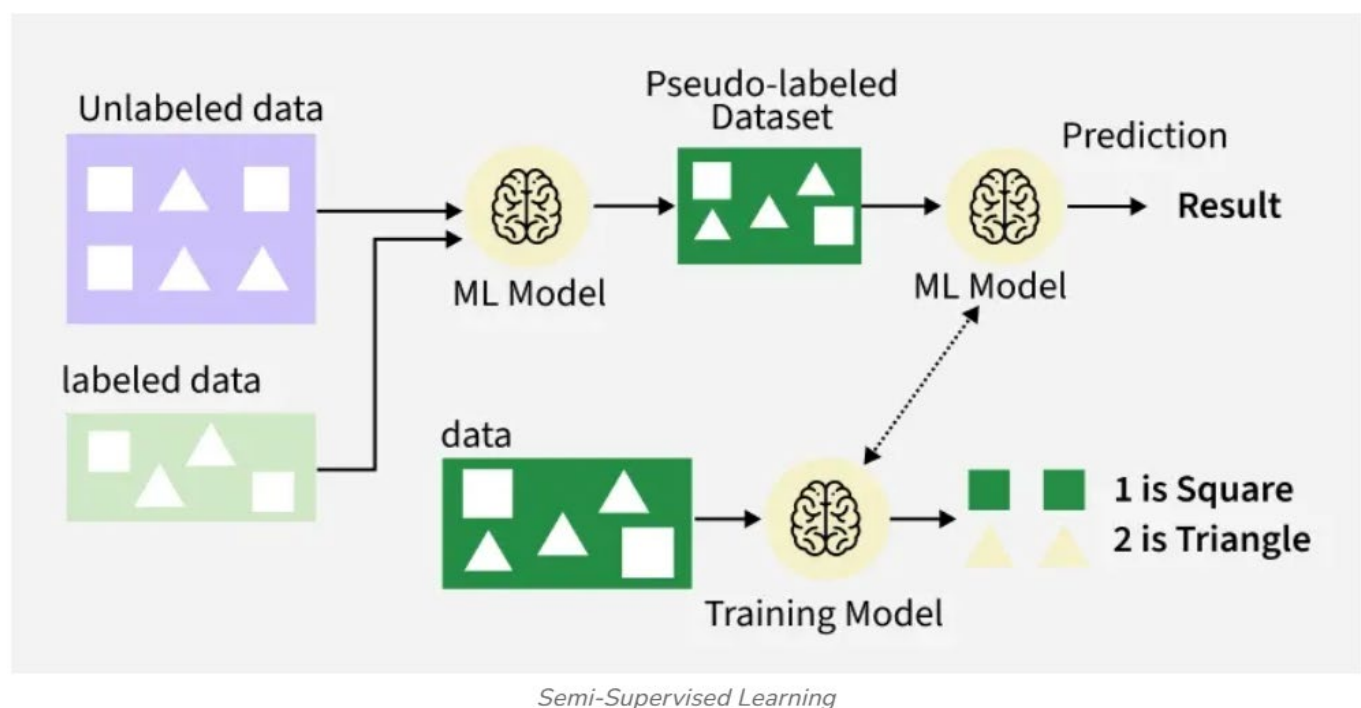 Unlabeled data
Pseudo-labeled
Dataset
Prediction
Result
ML Model
ML Model
labeled data
data
1 is Square
2 is Triangle
Training Model
Semi-Supervised Learning